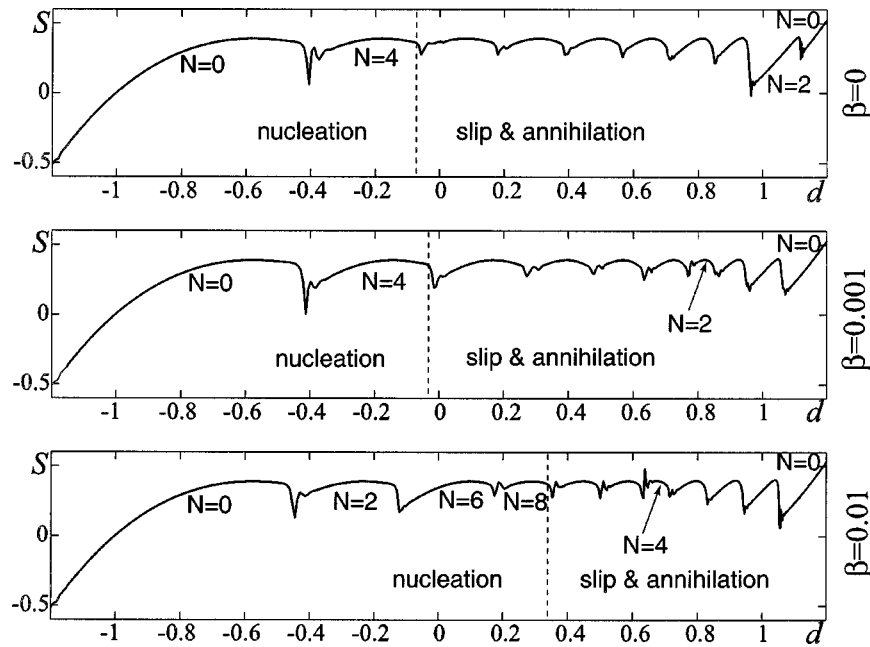 S
N=0
N=4
N=0
N=2
nucleation
slip & annihilation
0
-0.5
-1
-0.8
-0.6
-0.4
-0.2
0
0.2
0.4
0.6
0.8
1
d
β=0
S
N=0
N=4
N=0
N=2
nucleation
slip & annihilation
0
-0.5
-1
-0.8
-0.6
-0.4
-0.2
0
0.2
0.4
0.6
0.8
1
d
β=0.001
S
N=0
N=2
N=6
N=8
N=0
N=4
nucleation
slip & annihilation
0
-0.5
-1
-0.8
-0.6
-0.4
-0.2
0
0.2
0.4
0.6
0.8
1
d
β=0.01